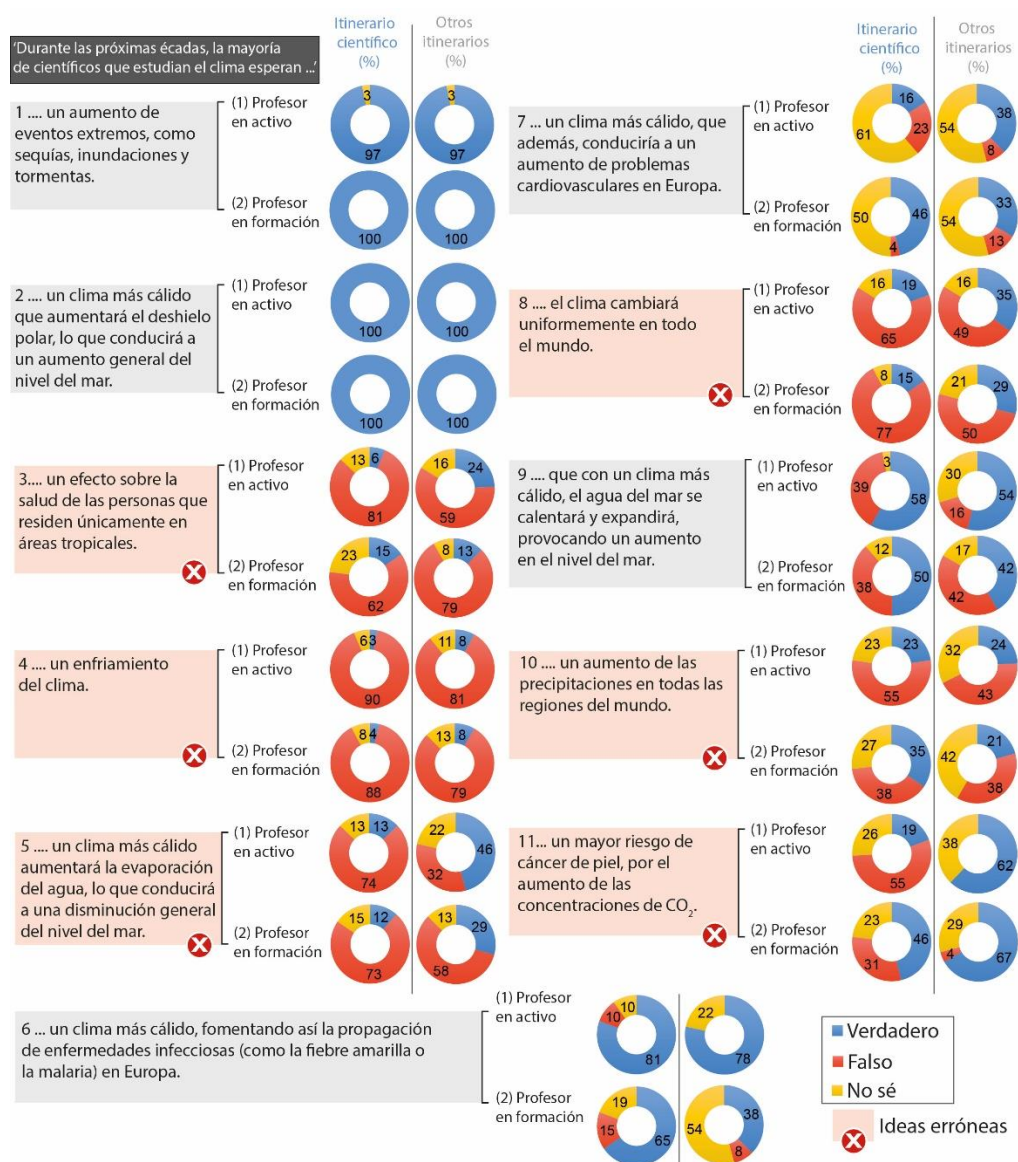 'Durante las próximas écadas, la mayoría
de científicos que estudian el clima esperan ...'
Itinerario
científico
(%)
Otros
itinerarios
(%)
1 .... un aumento de
eventos extremos, como
sequías, inundaciones y
tormentas.
(1) Profesor
en activo
3
97
3
97
(2) Profesor
en formación
100
100
2 .... un clima más cálido
que aumentará el deshielo
polar, lo que conducirá a
un aumento general del
nivel del mar.
(1) Profesor
en activo
100
100
(2) Profesor
en formación
100
100
3.... un efecto sobre la
salud de las personas que
residen únicamente en
áreas tropicales.
X
(1) Profesor
en activo
13 6
81
16 24
59
(2) Profesor
en formación
23 15
62
8 13
79
4 .... un enfriamiento
del clima.
X
(1) Profesor
en activo
6 3
90
11 8
81
(2) Profesor
en formación
8 4
88
13 8
79
5 .... un clima más cálido
aumentará la evaporación
del agua, lo que conducirá
a una disminución general
del nivel del mar.
X
(1) Profesor
en activo
13 13
74
22 46
32
(2) Profesor
en formación
15 12
73
13 29
58
Itinerario
científico
(%)
Otros
itinerarios
(%)
7 ... un clima más cálido, que
además, conduciría a un
aumento de problemas
cardiovasculares en Europa.
(1) Profesor
en activo
16
61 23
38
54 8
(2) Profesor
en formación
50 46
4
33
54 13
8 .... el clima cambiará
uniformemente en todo
el mundo.
X
(1) Profesor
en activo
16 19
65
16 35
49
(2) Profesor
en formación
8 15
77
21 29
50
9 .... que con un clima más
cálido, el agua del mar se
calentará y expandirá,
provocando un aumento
en el nivel del mar.
(1) Profesor
en activo
3
39 58
30 54
16
(2) Profesor
en formación
12
38 50
17 42
42
10 .... un aumento de las
precipitaciones en todas las
regiones del mundo.
X
(1) Profesor
en activo
23 23
55
32 24
43
(2) Profesor
en formación
27 35
38
42 21
38
11... un mayor riesgo de
cáncer de piel, por el
aumento de las
concentraciones de CO₂.
X
(1) Profesor
en activo
26 19
55
38 62
(2) Profesor
en formación
23 46
31
29 4 67
6 ... un clima más cálido, fomentando así la propagación
de enfermedades infecciosas (como la fiebre amarilla o
la malaria) en Europa.
(1) Profesor
en activo
10 10
81
22 78
(2) Profesor
en formación
19
15 65
38
54 8
Verdadero
Falso
No sé
X Ideas erróneas